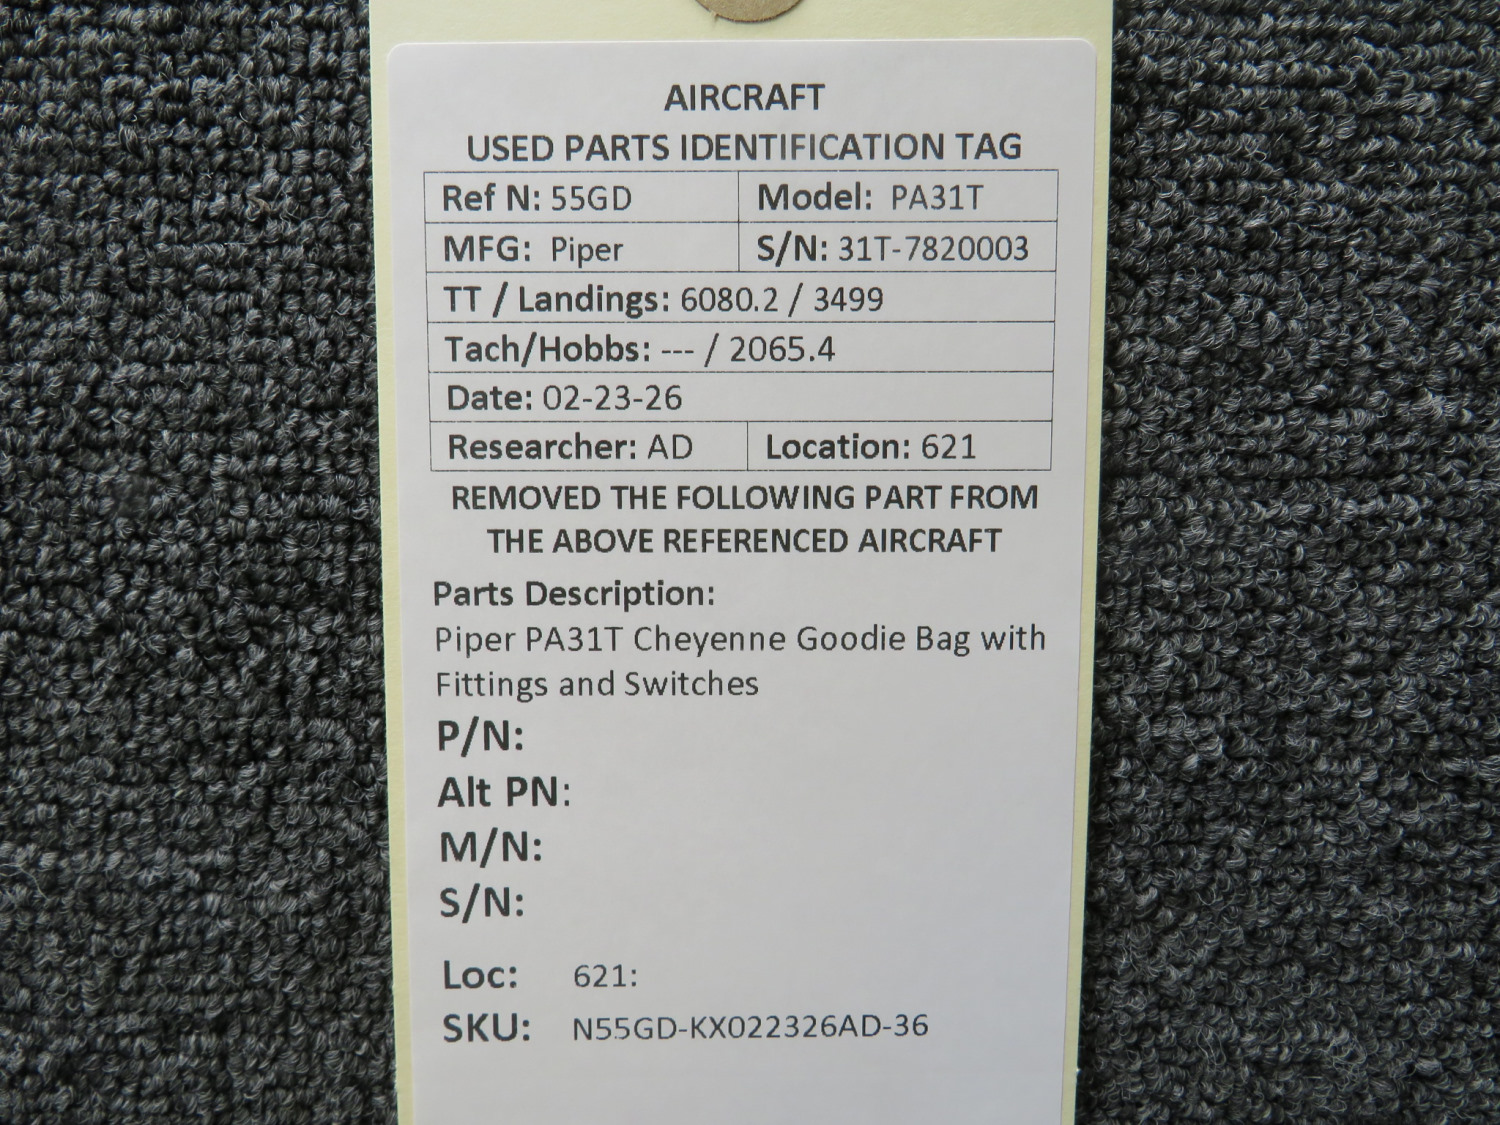 AIRCRAFT
USED PARTS IDENTIFICATION TAG
Ref N: 55GD Model: PA31T
MFG: Piper S/N: 31T-7820003
TT / Landings: 6080.2 / 3499
Tach/Hobbs: --- / 2065.4
Date: 02-23-26
Researcher: AD Location: 621
REMOVED THE FOLLOWING PART FROM
THE ABOVE REFERENCED AIRCRAFT
Parts Description:
Piper PA31T Cheyenne Goodie Bag with
Fittings and Switches
P/N:
Alt PN:
M/N:
S/N:
Loc: 621:
SKU: N55GD-KX022326AD-36